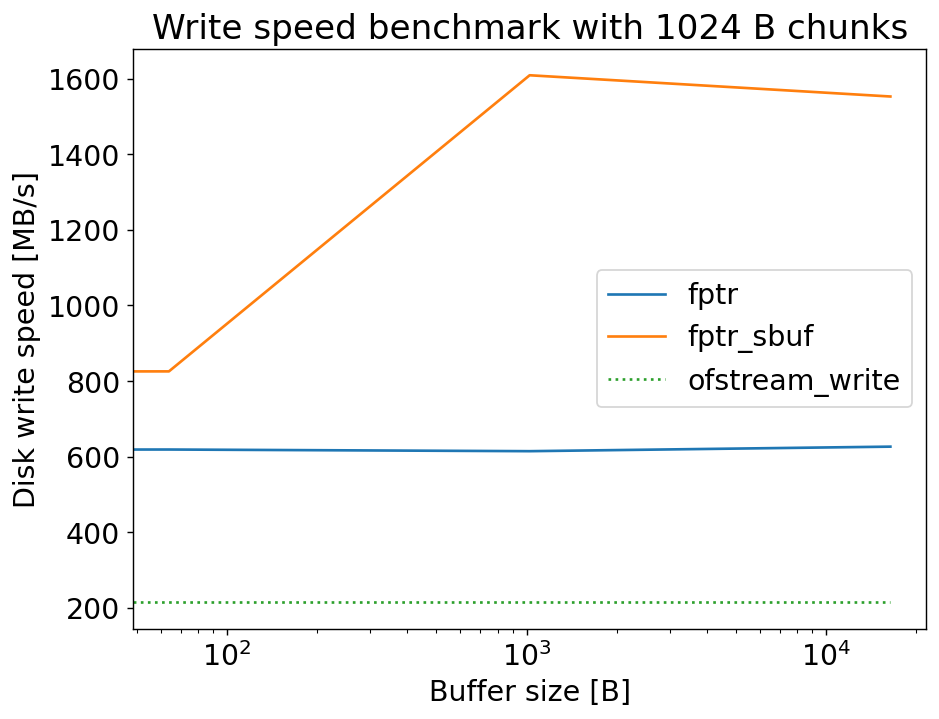 Write speed benchmark with 1024 B chunks
1600
1400
1200
1000
800
600
400
200
Disk write speed [MB/s]
fptr
fptr_sbuf
ofstream_write
10² 10³ 10⁴
Buffer size [B]